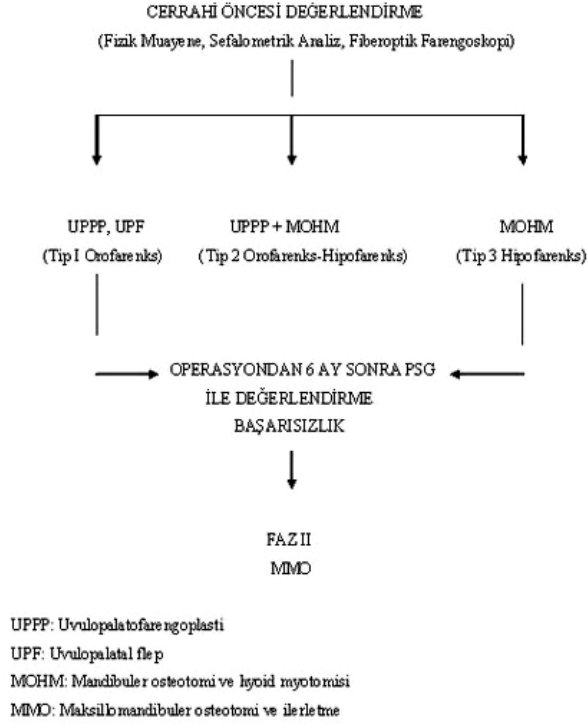 CERRAHİ ÖNCESİ DEĞERLENDİRME
(Fizik Muayene, Sefalometrik Analiz, Fiberoptik Farengoskopi)
UPPP, UPF
(Tip I Orofarenks)
UPPP + MOHM
(Tip 2 Orofarenks-Hipofarenks)
MOHM
(Tip 3 Hipofarenks)
OPERASYONDAN 6 AY SONRA PSG
İLE DEĞERLENDİRME
BAŞARISIZLIK
FAZ II
MMO
UPPP: Uvulopalatofarengoplasti
UPF: Uvulopalatal flep
MOHM: Mandibuler osteotomi ve hyoid myotomisi
MMO: Maksillomandibuler osteotomi ve ilerletme